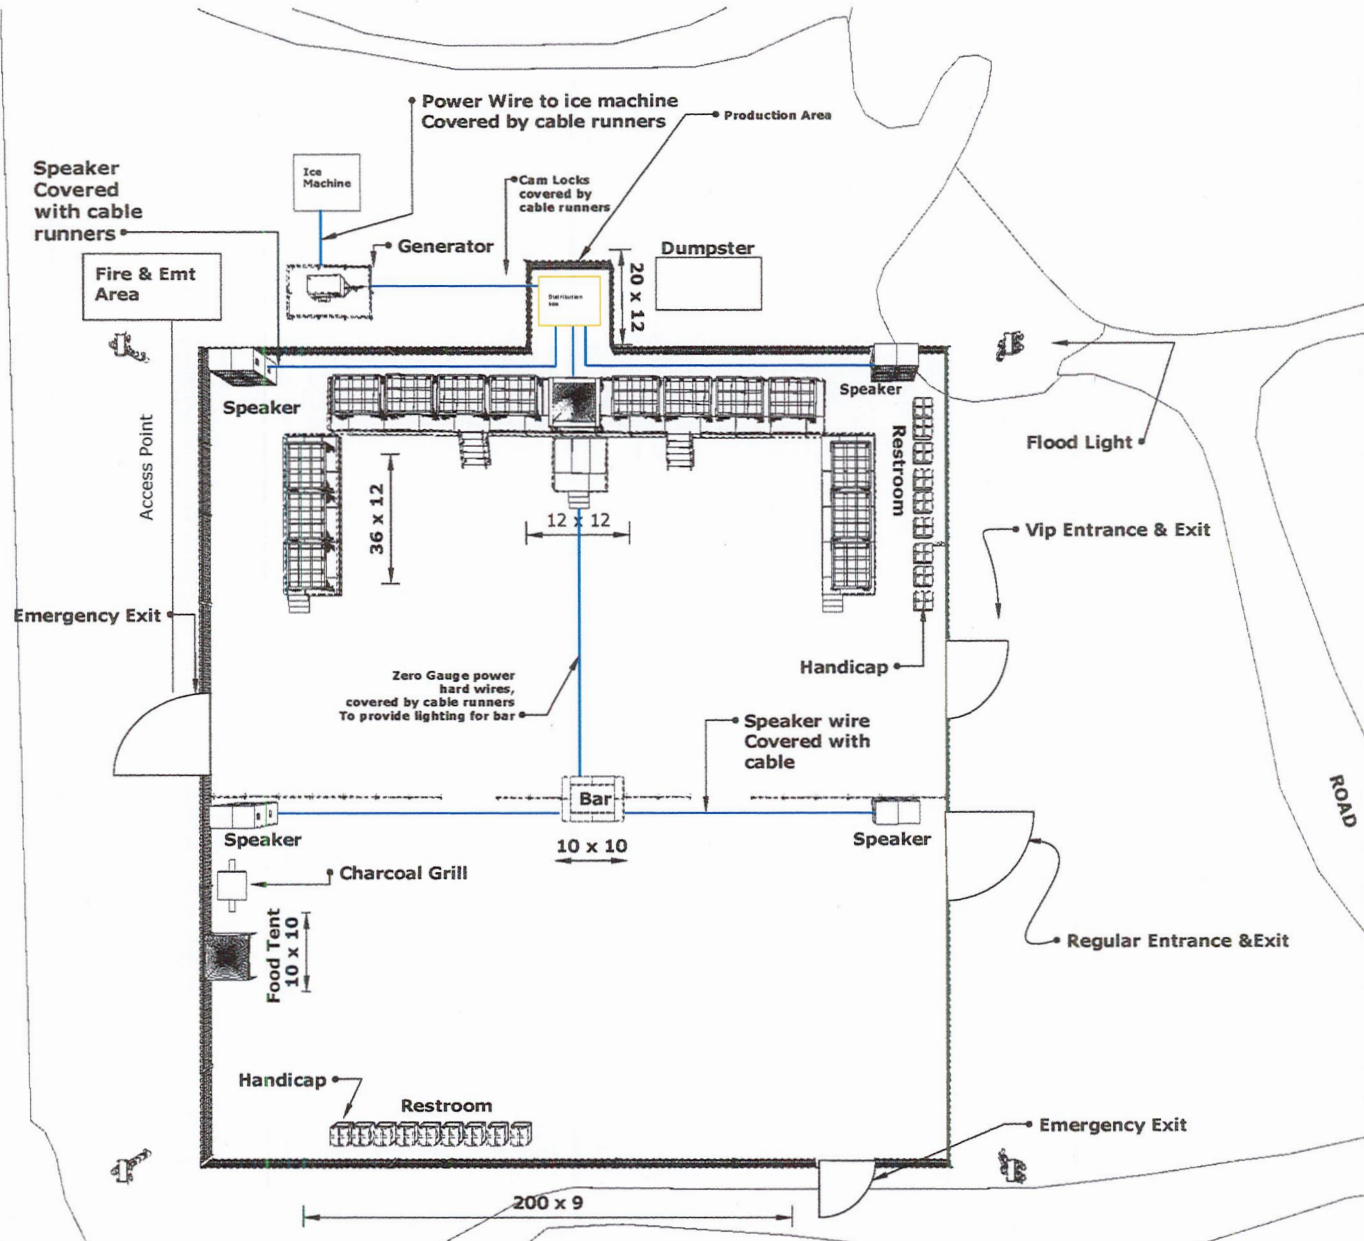 Power Wire to ice machine
Covered by cable runners
Production Area
Speaker
Covered
with cable
runners
Ice
Machine
Cam Locks
covered by
cable runners
Generator
Dumpster
Fire & Emt
Area
Distribution
box
20 x 12
Speaker
Speaker
Access Point
Restroom
Flood Light
36 x 12
12 x 12
Vip Entrance & Exit
Emergency Exit
Handicap
Zero Gauge power
hard wires,
covered by cable runners
To provide lighting for bar
Speaker wire
Covered with
cable
ROAD
Bar
Speaker
Speaker
10 x 10
Charcoal Grill
Food Tent
10 x 10
Regular Entrance &Exit
Handicap
Restroom
Emergency Exit
200 x 9